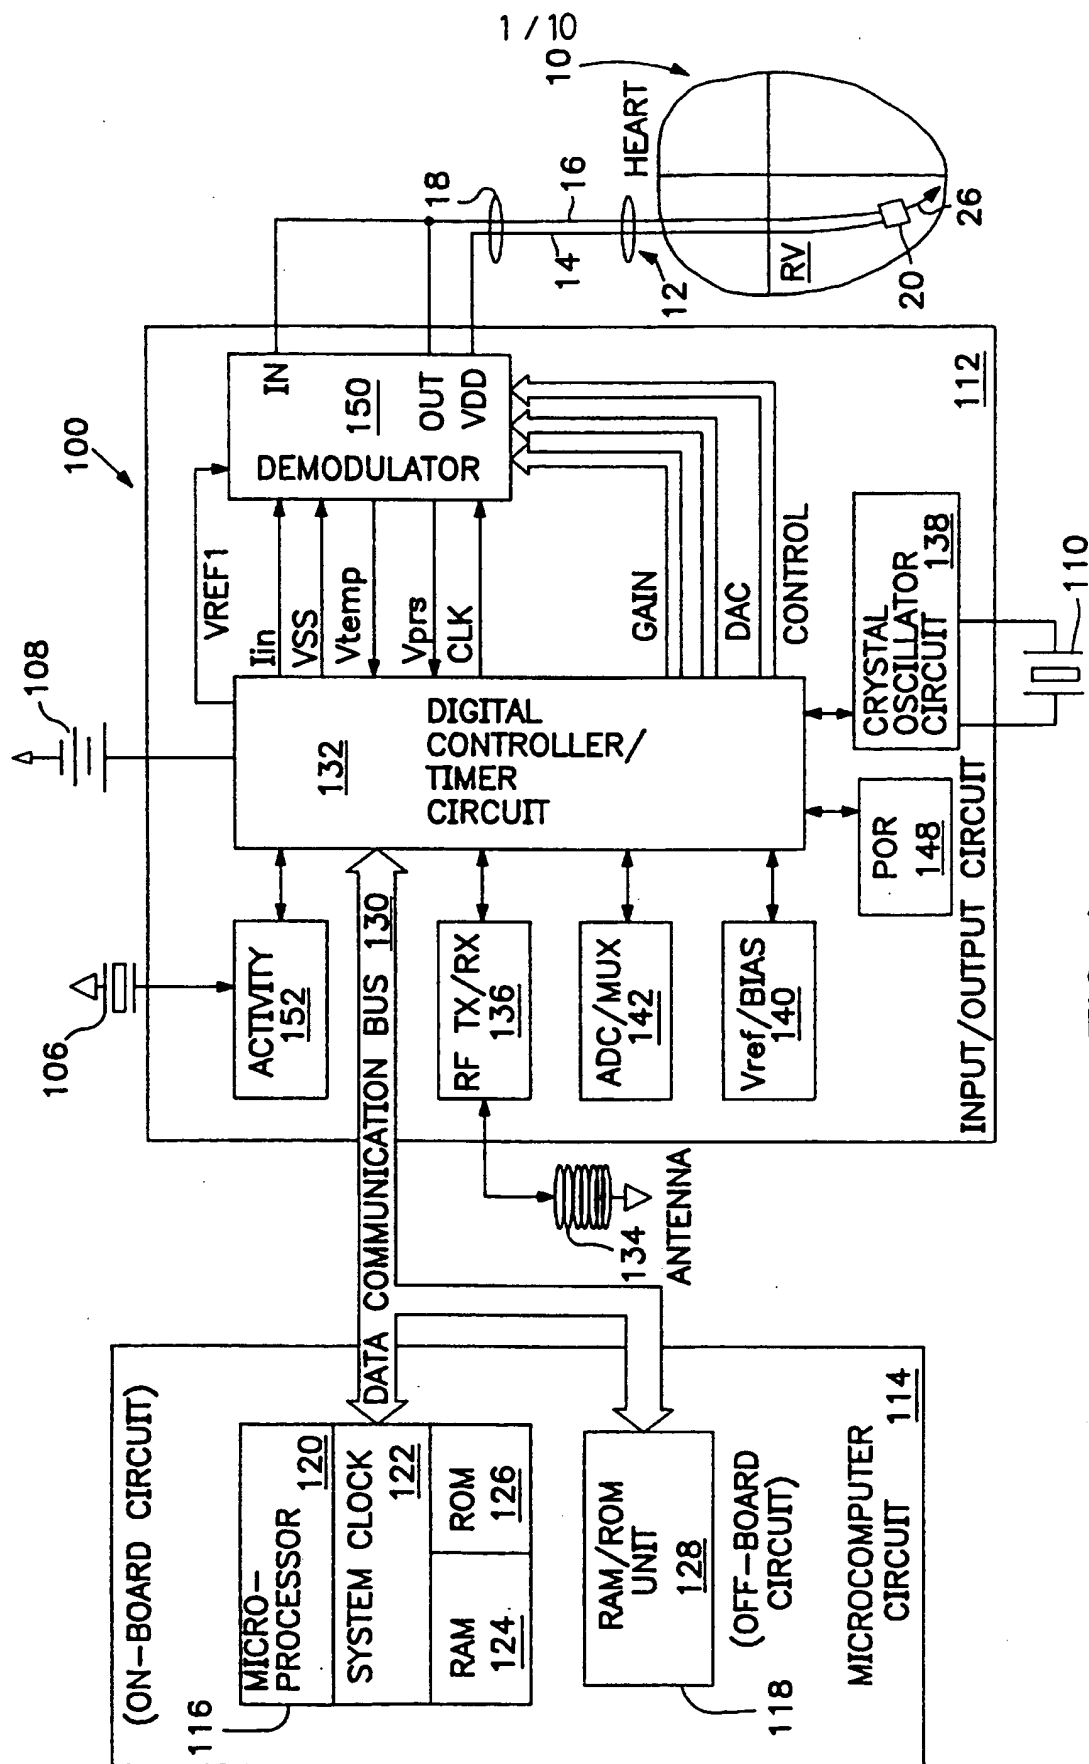 1 / 10
10
HEART
18
16
14
12
RV
20
26
100
108
106
110
112
IN
150
OUT
VDD
DEMODULATOR
VREF1
Iin
VSS
Vtemp
Vprs
CLK
GAIN
DAC
CONTROL
132
DIGITAL
CONTROLLER/
TIMER
CIRCUIT
CRYSTAL
OSCILLATOR
CIRCUIT 138
POR
148
ACTIVITY
152
RF TX/RX
136
ADC/MUX
142
Vref/BIAS
140
INPUT/OUTPUT CIRCUIT
DATA COMMUNICATION BUS 130
134
ANTENNA
(ON-BOARD CIRCUIT)
116
MICRO-
PROCESSOR 120
SYSTEM CLOCK
122
RAM
124
ROM
126
RAM/ROM
UNIT
128
118
(OFF-BOARD
CIRCUIT)
MICROCOMPUTER
CIRCUIT 114